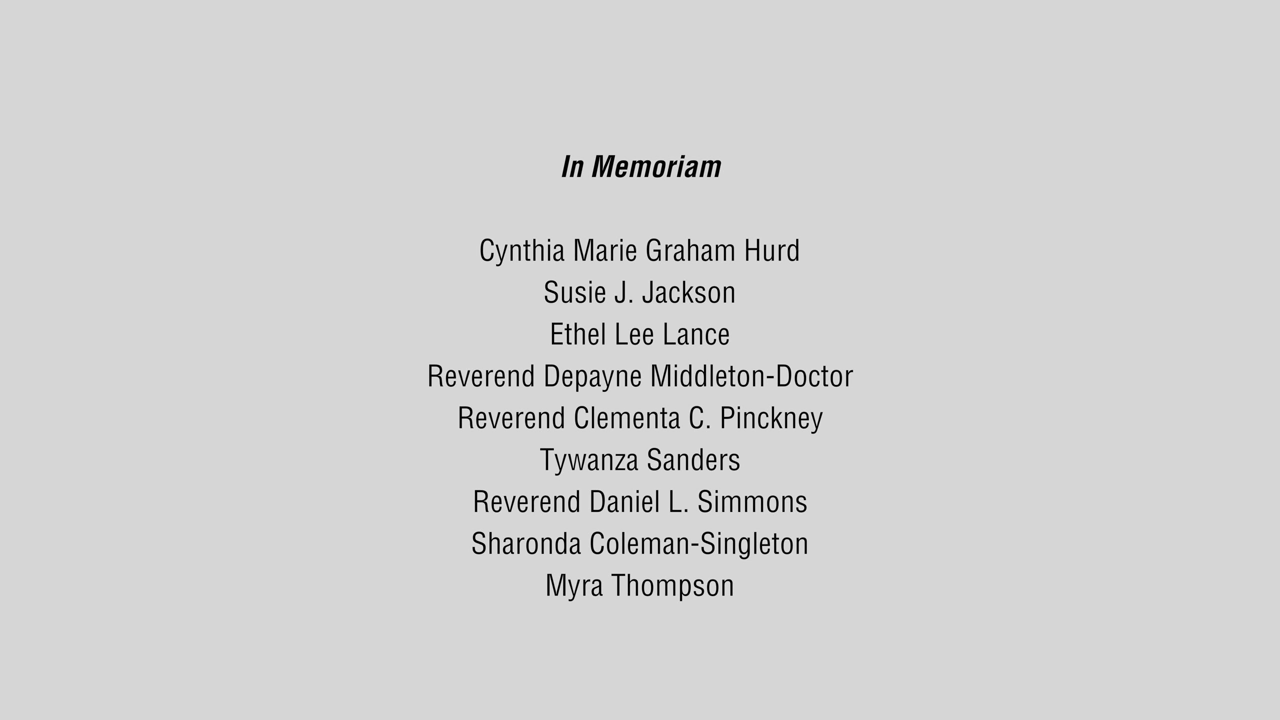 In Memoriam
Cynthia Marie Graham Hurd
Susie J. Jackson
Ethel Lee Lance
Reverend Depayne Middleton-Doctor
Reverend Clementa C. Pinckney
Tywanza Sanders
Reverend Daniel L. Simmons
Sharonda Coleman-Singleton
Myra Thompson